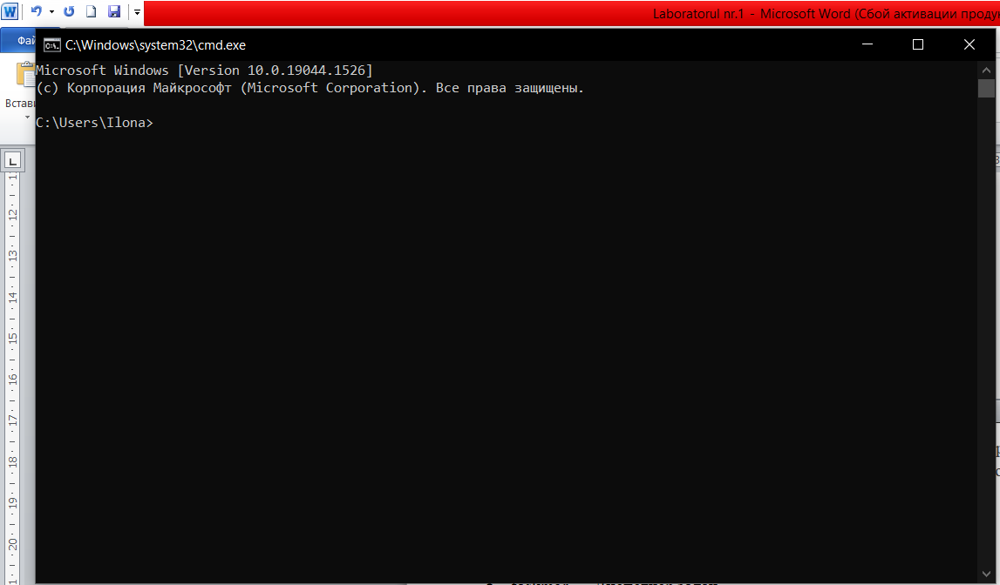 Laboratorul nr.1 - Microsoft Word (Сбой активации проду
Фай
C:\Windows\system32\cmd.exe
Microsoft Windows [Version 10.0.19044.1526]
(c) Корпорация Майкрософт (Microsoft Corporation). Все права защищены.
Встав
C:\Users\Ilona>
12
13
14
15
16
17
18
19
20